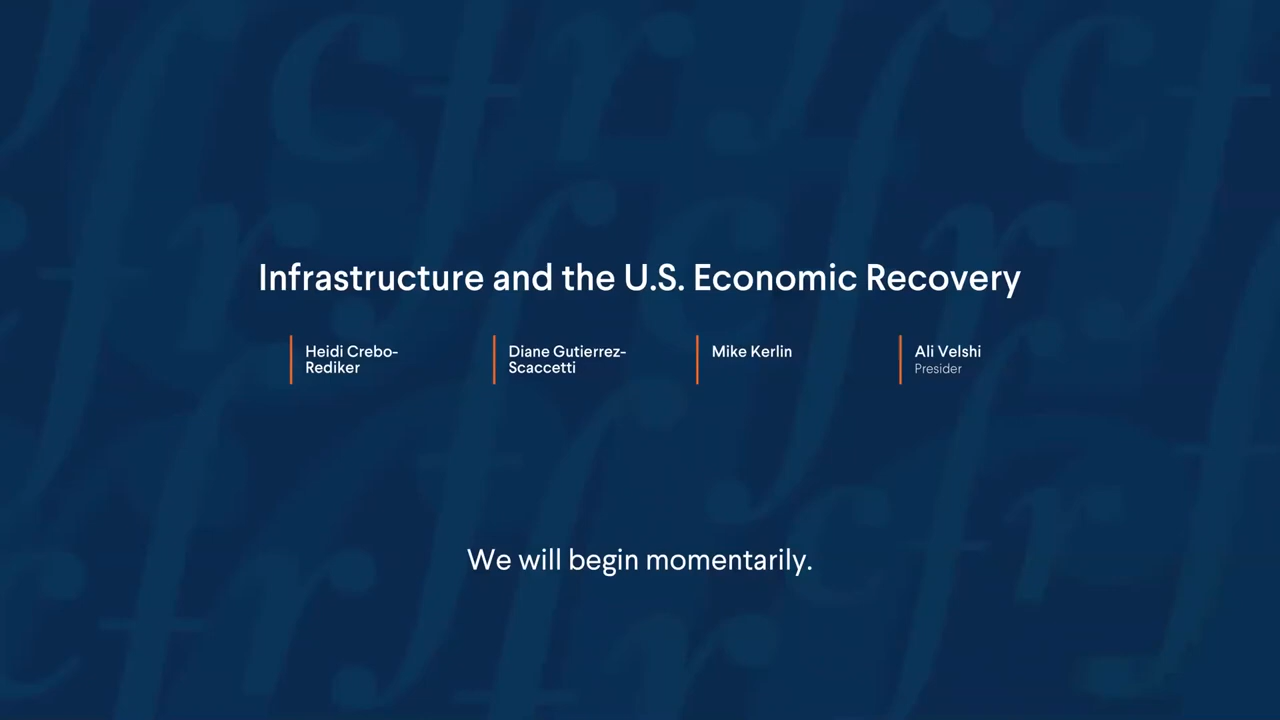 Infrastructure and the U.S. Economic Recovery
Heidi Crebo-
Rediker
Diane Gutierrez-
Scaccetti
Mike Kerlin
Ali Velshi
Presider
We will begin momentarily.